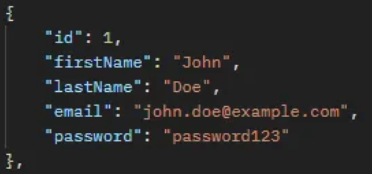 {
"id": 1,
"firstName": "John",
"lastName": "Doe",
"email": "john.doe@example.com",
"password": "password123"
},